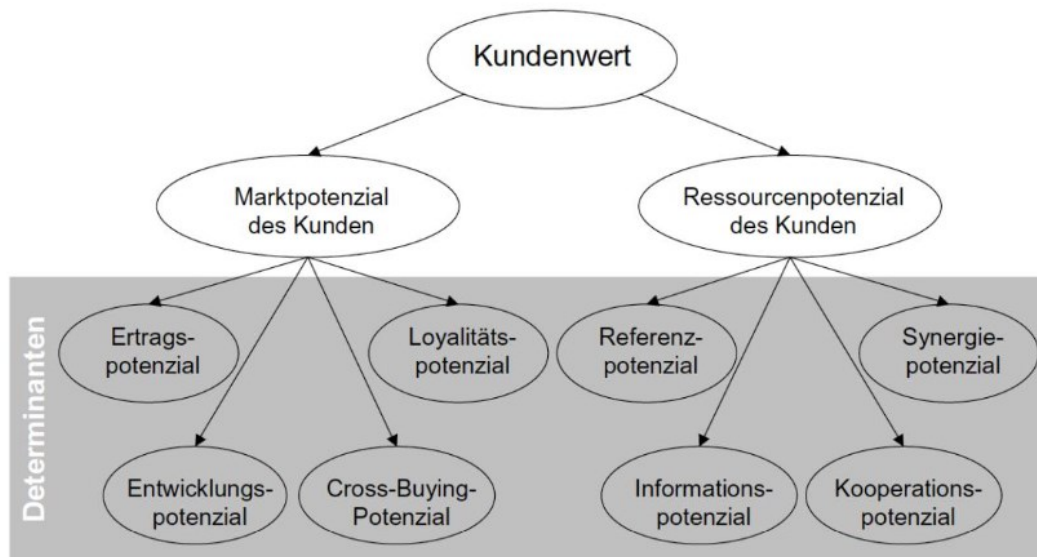 Kundenwert
Marktpotenzial
des Kunden
Ressourcenpotenzial
des Kunden
Determinanten
Ertrags-
potenzial
Loyalitäts-
potenzial
Referenz-
potenzial
Synergie-
potenzial
Entwicklungs-
potenzial
Cross-Buying-
Potenzial
Informations-
potenzial
Kooperations-
potenzial